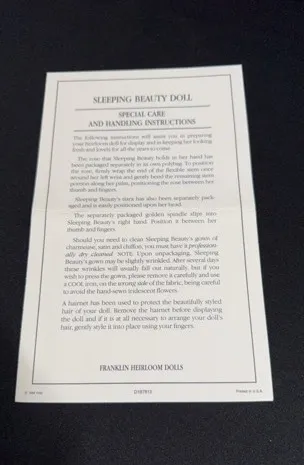 SLEEPING BEAUTY DOLL
SPECIAL CARE
AND HANDLING INSTRUCTIONS
The following instructions will assist you in preparing
your heirloom doll for display and in keeping her looking
fresh and lovely for all the years to come.
The rose that Sleeping Beauty holds in her hand has
been packaged separately in its own polybag. To position
the rose, firmly wrap the end of the flexible stem once
around her left wrist and gently bend the remaining stem
portion along her palm, positioning the rose between her
thumb and fingers.
Sleeping Beauty's tiara has also been separately pack-
aged and is easily positioned upon her head.
The separately packaged golden spindle slips into
Sleeping Beauty's right hand. Position it between her
thumb and fingers.
Should you need to clean Sleeping Beauty's gown of
charmeuse, satin and chiffon, you must have it profession-
ally dry cleaned. NOTE: Upon unpackaging, Sleeping
Beauty's gown may be slightly wrinkled. After several days
these wrinkles will usually fall out naturally, but if you
wish to press the gown, please remove it carefully and use
a COOL iron, on the wrong side of the fabric, being careful
to avoid the hand-sewn iridescent flowers.
A hairnet has been used to protect the beautifully styled
hair of your doll. Remove the hairnet before displaying
the doll and if it is at all necessary to arrange your doll's
hair, gently style it into place using your fingers.
FRANKLIN HEIRLOOM DOLLS
Printed in U.S.A.